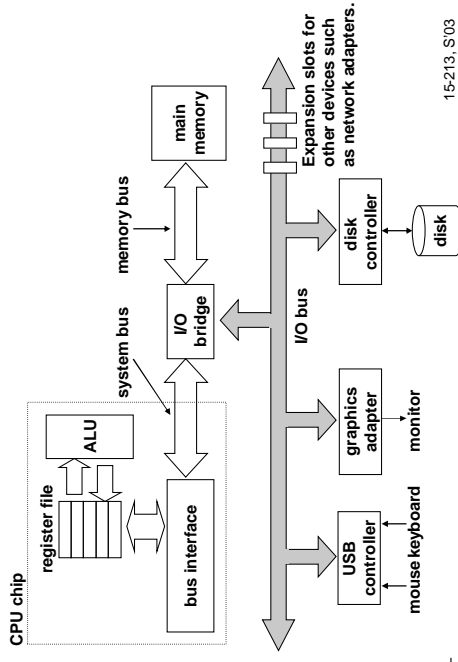 CPU chip
register file
ALU
system bus
memory bus
bus interface
I/O
bridge
main
memory
I/O bus
Expansion slots for
other devices such
as network adapters.
USB
controller
graphics
adapter
disk
controller
mouse keyboard
monitor
disk
15-213, S'03